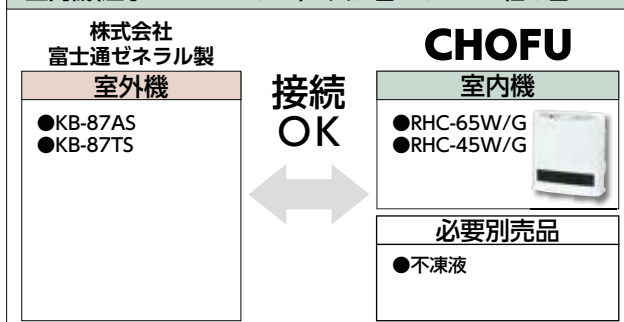 株式会社
富士通ゼネラル製
室外機
●KB-87AS
●KB-87TS
接続
OK
CHOFU
室内機
●RHC-65W/G
●RHC-45W/G
必要別売品
●不凍液